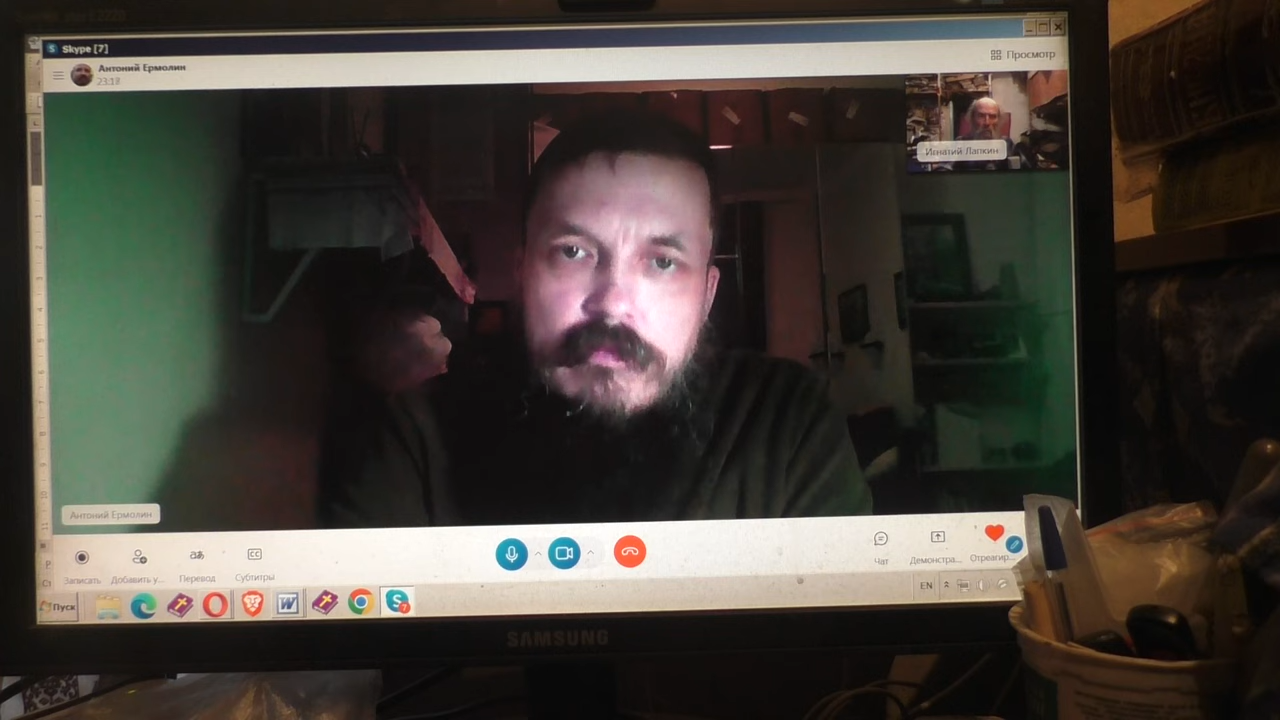 Skype [7]
Антоний Ермолин
23:18
Просмотр
Игнатий Лапкин
Антоний Ермолин
Записать
Добавить у...
Перевод
Субтитры
Чат
Демонстра...
Отреагир...
EN
Пуск
SAMSUNG